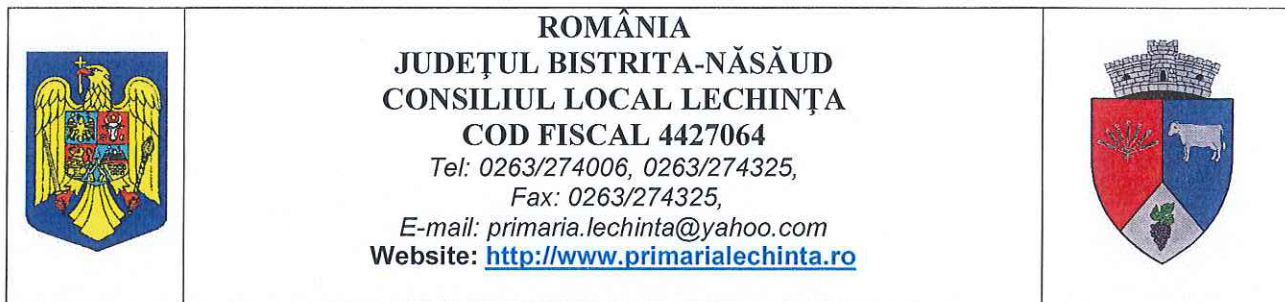 ROMÂNIA
JUDEŢUL BISTRITA-NĂSĂUD
CONSILIUL LOCAL LECHINŢA
COD FISCAL 4427064
Tel: 0263/274006, 0263/274325,
Fax: 0263/274325,
E-mail: primaria.lechinta@yahoo.com
Website: http://www.primarialechinta.ro